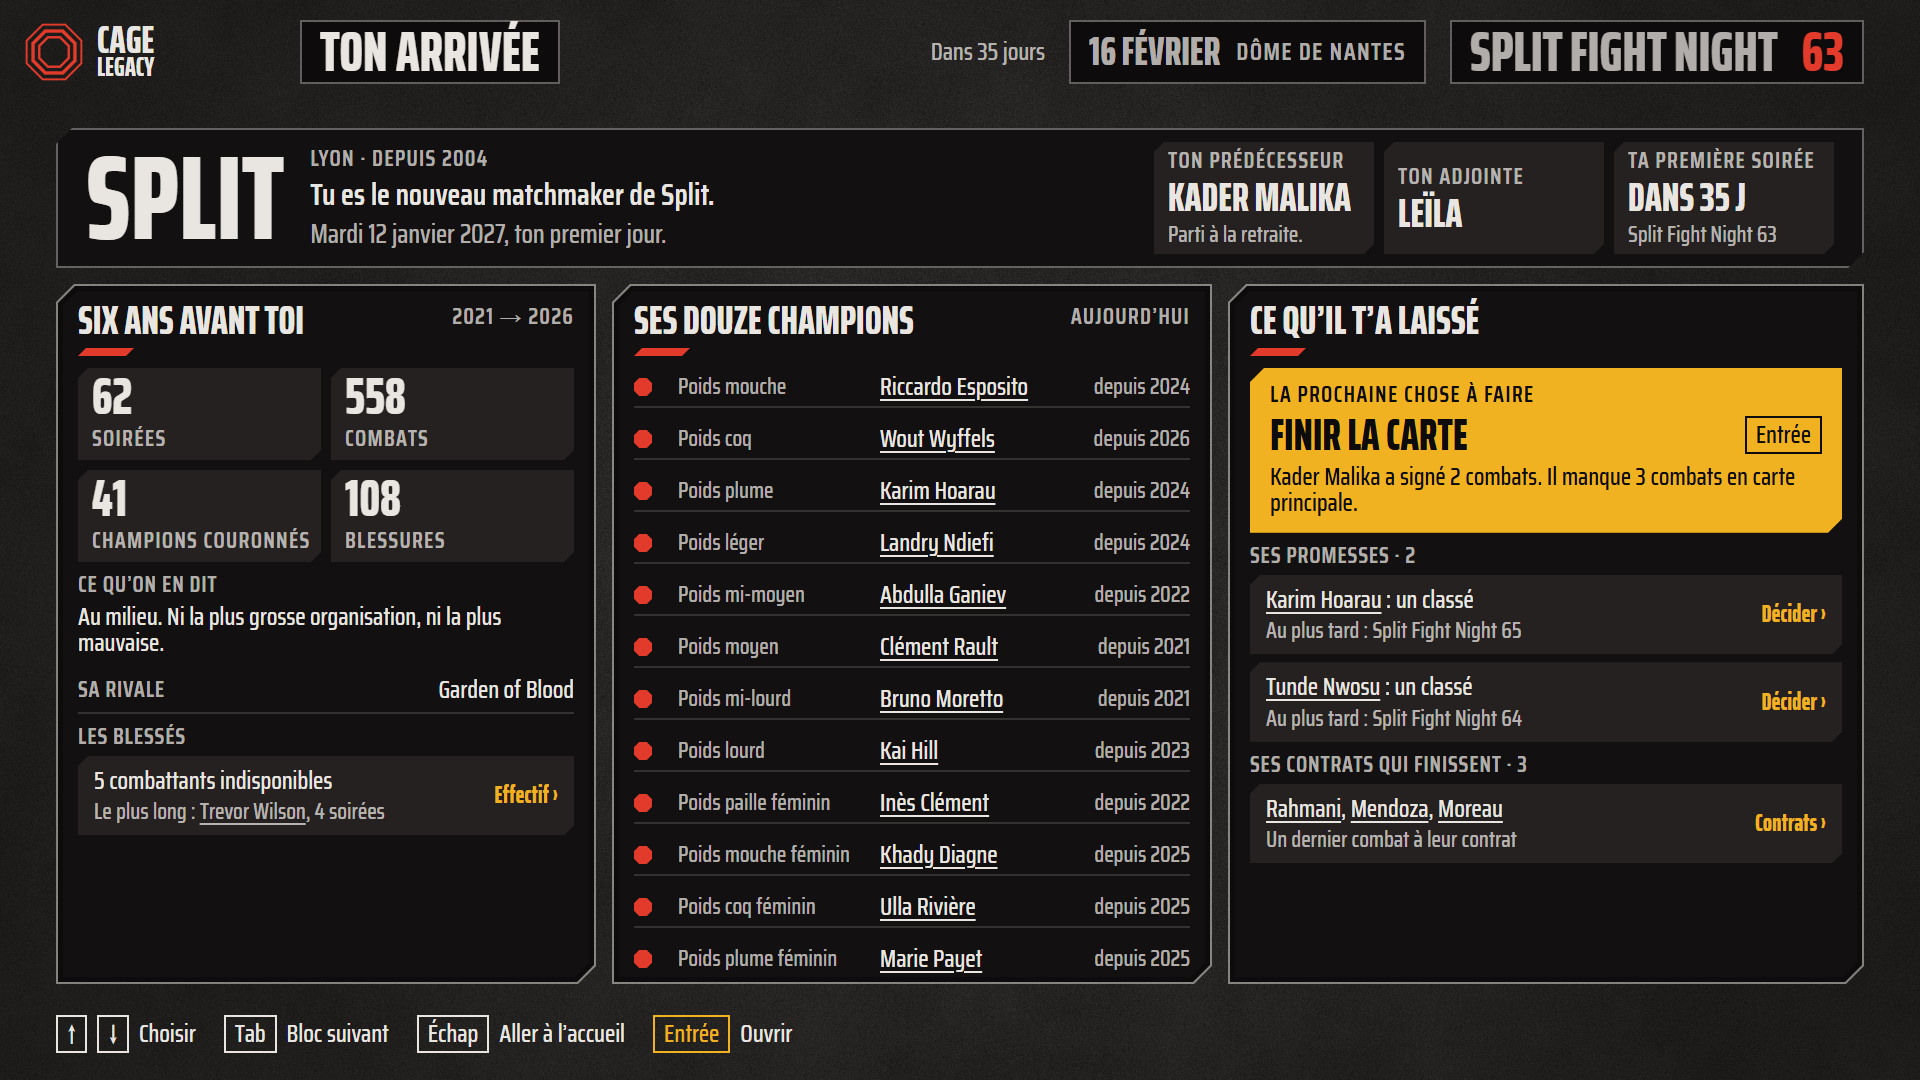 CAGE
LEGACY
TON ARRIVÉE
Dans 35 jours
16 FÉVRIER DÔME DE NANTES
SPLIT FIGHT NIGHT 63
SPLIT
LYON · DEPUIS 2004
Tu es le nouveau matchmaker de Split.
Mardi 12 janvier 2027, ton premier jour.
TON PRÉDÉCESSEUR
KADER MALIKA
Parti à la retraite.
TON ADJOINTE
LEÏLA
TA PREMIÈRE SOIRÉE
DANS 35 J
Split Fight Night 63
SIX ANS AVANT TOI
2021 → 2026
62
SOIRÉES
558
COMBATS
41
CHAMPIONS COURONNÉS
108
BLESSURES
CE QU'ON EN DIT
Au milieu. Ni la plus grosse organisation, ni la plus
mauvaise.
SA RIVALE Garden of Blood
LES BLESSÉS
5 combattants indisponibles
Le plus long : Trevor Wilson, 4 soirées
Effectif ›
SES DOUZE CHAMPIONS
AUJOURD'HUI
Poids mouche Riccardo Esposito depuis 2024
Poids coq Wout Wyffels depuis 2026
Poids plume Karim Hoarau depuis 2024
Poids léger Landry Ndiefi depuis 2024
Poids mi-moyen Abdulla Ganiev depuis 2022
Poids moyen Clément Rault depuis 2021
Poids mi-lourd Bruno Moretto depuis 2021
Poids lourd Kai Hill depuis 2023
Poids paille féminin Inès Clément depuis 2022
Poids mouche féminin Khady Diagne depuis 2025
Poids coq féminin Ulla Rivière depuis 2025
Poids plume féminin Marie Payet depuis 2025
CE QU'IL T'A LAISSÉ
LA PROCHAINE CHOSE À FAIRE
FINIR LA CARTE
Entrée
Kader Malika a signé 2 combats. Il manque 3 combats en carte
principale.
SES PROMESSES · 2
Karim Hoarau : un classé
Au plus tard : Split Fight Night 65
Décider ›
Tunde Nwosu : un classé
Au plus tard : Split Fight Night 64
Décider ›
SES CONTRATS QUI FINISSENT · 3
Rahmani, Mendoza, Moreau
Un dernier combat à leur contrat
Contrats ›
↑ ↓ Choisir Tab Bloc suivant Échap Aller à l'accueil Entrée Ouvrir